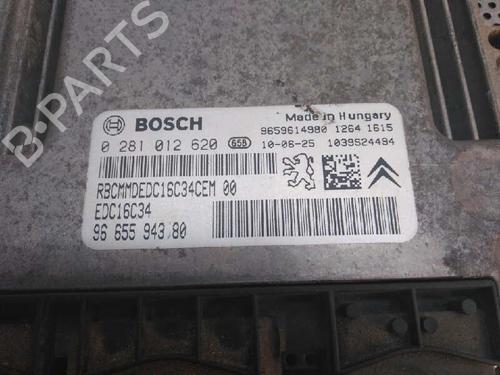 B-PARTS
BOSCH
Made in Hungary
9659614980 1264 1615
0 281 012 620 658 10-06-25 1039S24494
RBCMMDEDC16C34CEM 00
EDC16C34
96 655 943 80